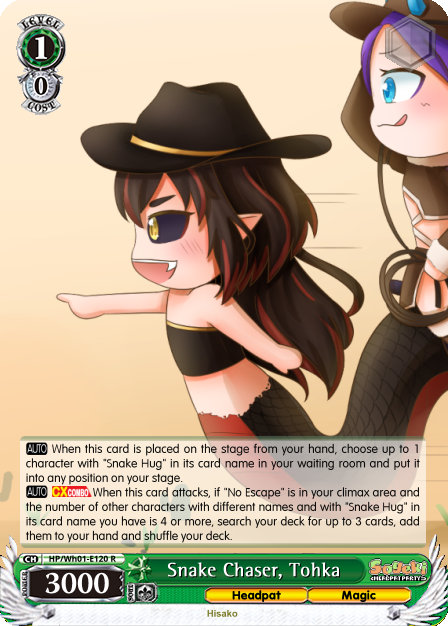 LEVEL
1
0
COST
AUTO When this card is placed on the stage from your hand, choose up to 1
character with "Snake Hug" in its card name in your waiting room and put it
into any position on your stage.
AUTO CXCOMBO When this card attacks, if "No Escape" is in your climax area and
the number of other characters with different names and with "Snake Hug" in
its card name you have is 4 or more, search your deck for up to 3 cards, add
them to your hand and shuffle your deck.
CH HP/Wh01-E120 R
POWER 3000 SOUL Snake Chaser, Tohka
HEADPAT PARTY
Headpat Magic
Hisako